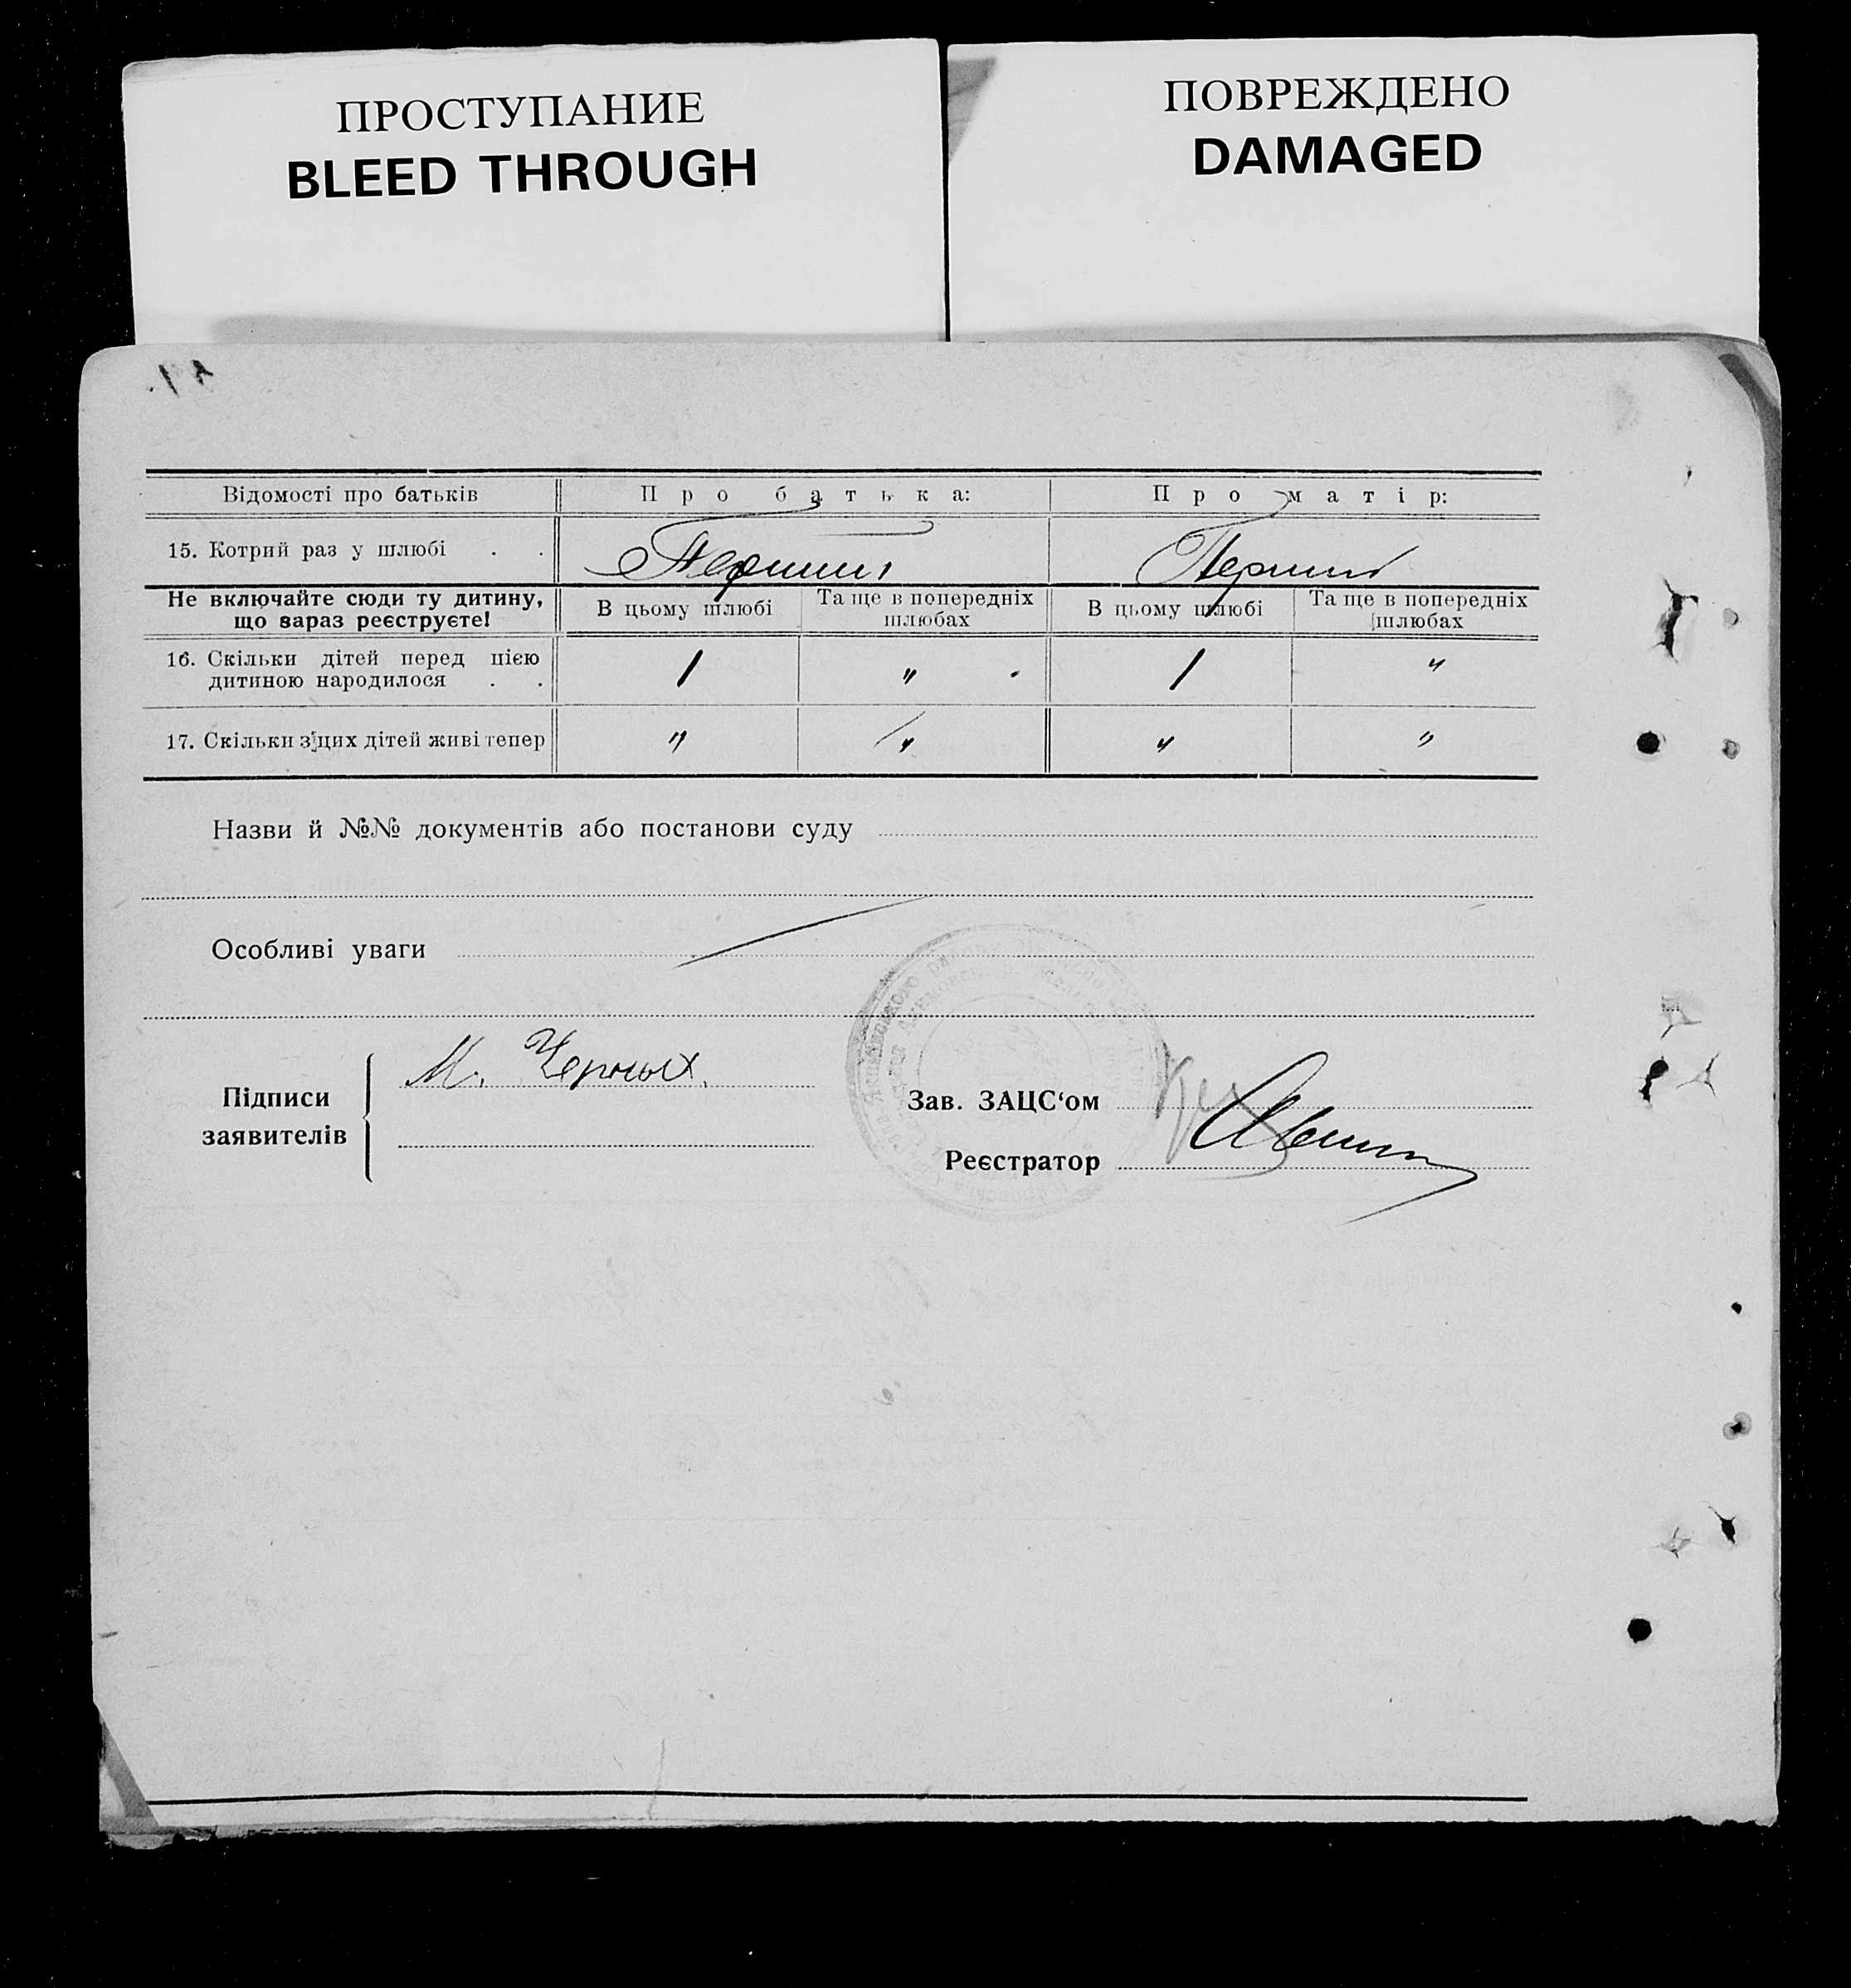 ПРОСТУПАНИЕ
BLEED THROUGH
ПОВРЕЖДЕНО
DAMAGED
Відомості про батьків Про батька: Про матір:
15. Котрий раз у шлюбі . . Перший Перший
Не включайте сюди ту дитину, що зараз реєструєте! В цьому шлюбі Та ще в попередніх шлюбах В цьому шлюбі Та ще в попередніх шлюбах
16. Скільки дітей перед цією
дитиною народилося . . 1 " 1 "
17. Скільки з цих дітей живі тепер " " " "
Назви й №№ документів або постанови суду
Особливі уваги
Підписи
заявителів
М. Черных.
Зав. ЗАЦС‘ом
Реєстратор